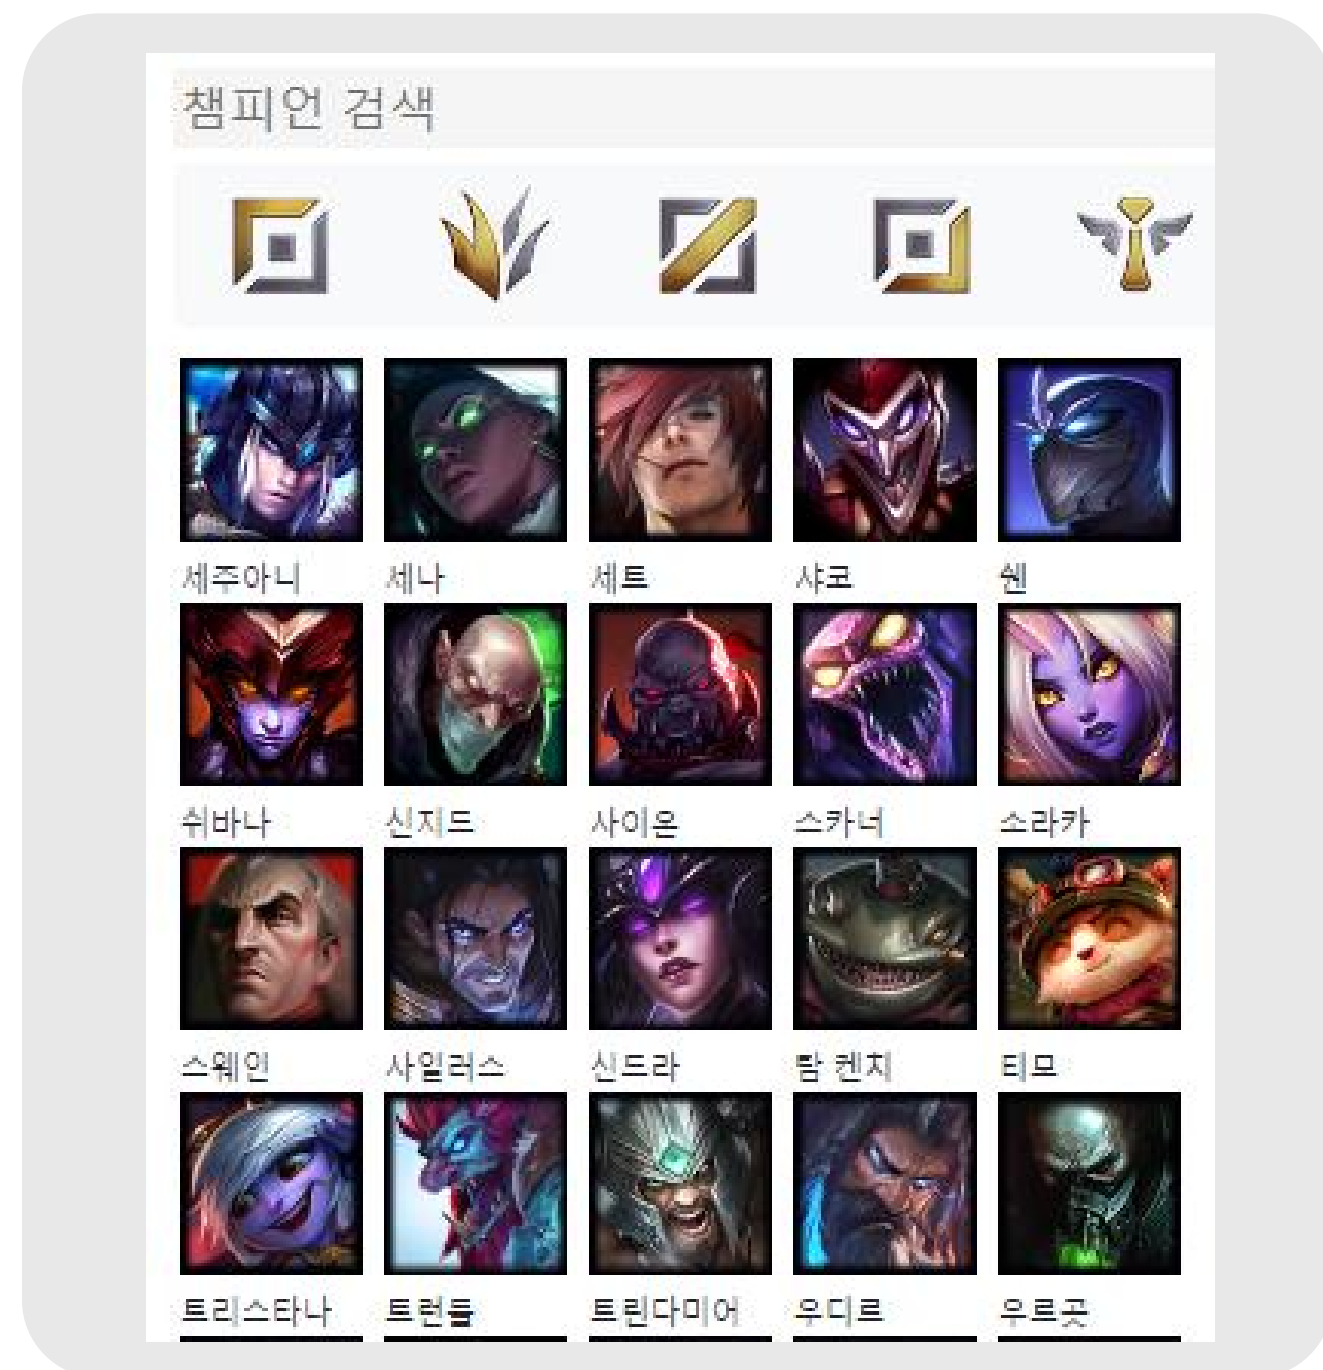 챔피언 검색
세주아니 세나 세트 샤코 쉔
쉬바나 신지드 사이온 스카너 소라카
스웨인 사일러스 신드라 탐 켄치 티모
트리스타나 트런들 트린다미어 우디르 우르곳